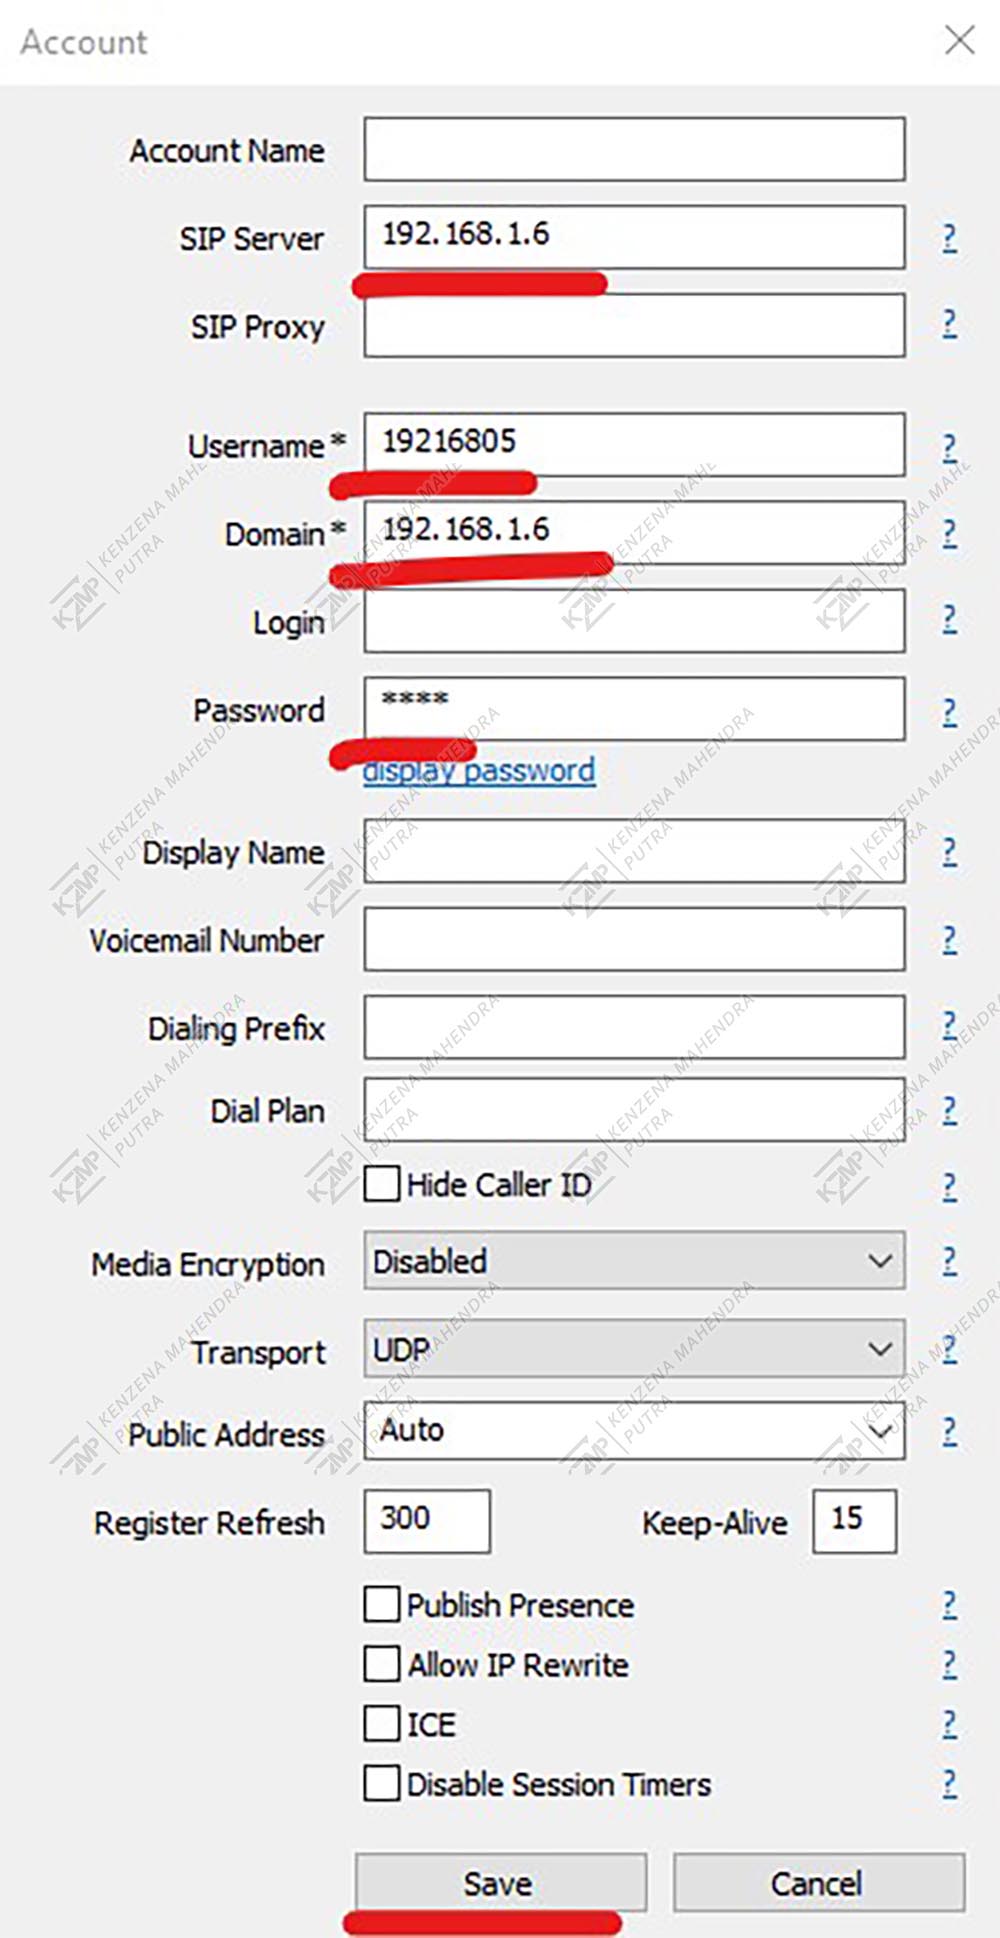 Account
Account Name
SIP Server 192.168.1.6 ?
SIP Proxy ?
Username * 19216805 ?
Domain * 192.168.1.6 ?
Login ?
Password **** ?
display password
Display Name ?
Voicemail Number ?
Dialing Prefix ?
Dial Plan ?
Hide Caller ID ?
Media Encryption Disabled ?
Transport UDP ?
Public Address Auto ?
Register Refresh 300 Keep-Alive 15
Publish Presence ?
Allow IP Rewrite ?
ICE ?
Disable Session Timers ?
Save Cancel
KZMP KENZENA MAHENDRA PUTRA